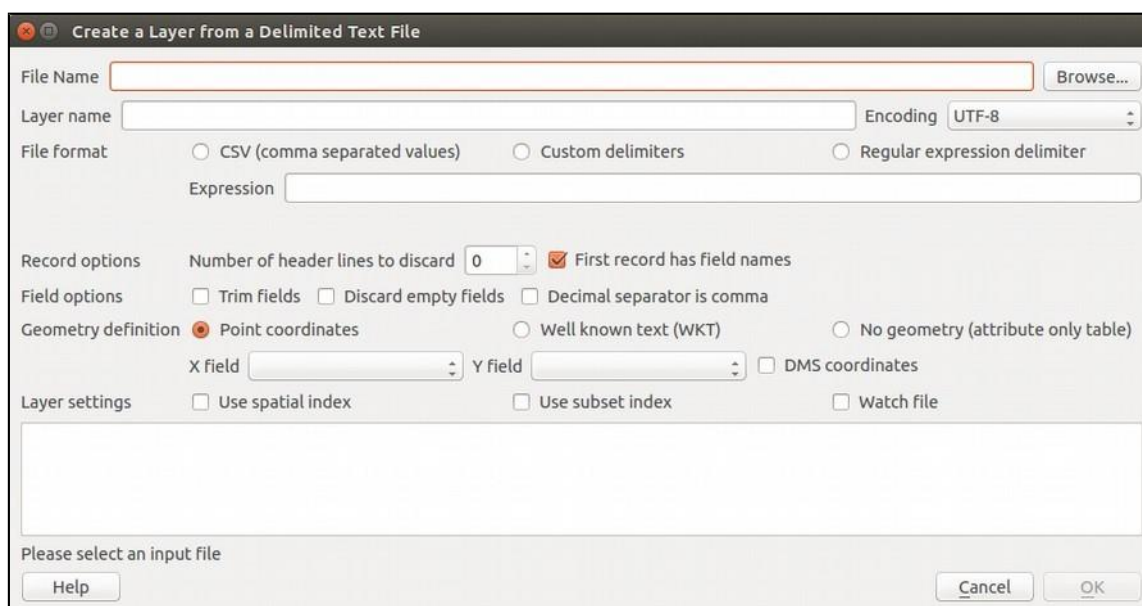 Create a Layer from a Delimited Text File
File Name Browse...
Layer name Encoding UTF-8
File format CSV (comma separated values) Custom delimiters Regular expression delimiter
Expression
Record options Number of header lines to discard 0 First record has field names
Field options Trim fields Discard empty fields Decimal separator is comma
Geometry definition Point coordinates Well known text (WKT) No geometry (attribute only table)
X field Y field DMS coordinates
Layer settings Use spatial index Use subset index Watch file
Please select an input file
Help Cancel OK